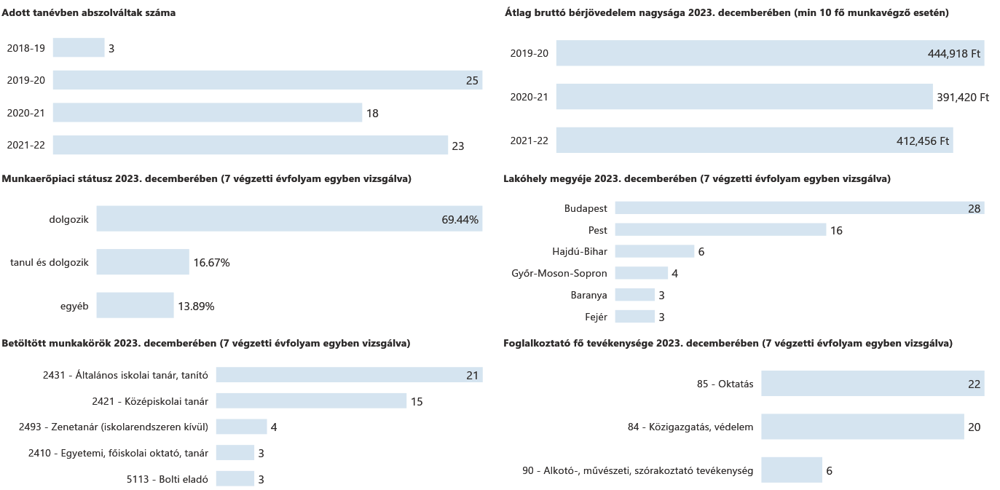 Adott tanévben abszolváltak száma
2018-19 3
2019-20 25
2020-21 18
2021-22 23
Átlag bruttó bérjövedelem nagysága 2023. decemberében (min 10 fő munkavégző esetén)
2019-20 444,918 Ft
2020-21 391,420 Ft
2021-22 412,456 Ft
Munkaerőpiaci státusz 2023. decemberében (7 végzetti évfolyam egyben vizsgálva)
dolgozik 69.44%
tanul és dolgozik 16.67%
egyéb 13.89%
Lakóhely megyéje 2023. decemberében (7 végzetti évfolyam egyben vizsgálva)
Budapest 28
Pest 16
Hajdú-Bihar 6
Győr-Moson-Sopron 4
Baranya 3
Fejér 3
Betöltött munkakörök 2023. decemberében (7 végzetti évfolyam egyben vizsgálva)
2431 - Általános iskolai tanár, tanító 21
2421 - Középiskolai tanár 15
2493 - Zenetanár (iskolarendszeren kívül) 4
2410 - Egyetemi, főiskolai oktató, tanár 3
5113 - Bolti eladó 3
Foglalkoztató fő tevékenysége 2023. decemberében (7 végzetti évfolyam egyben vizsgálva)
85 - Oktatás 22
84 - Közigazgatás, védelem 20
90 - Alkotó-, művészeti, szórakoztató tevékenység 6